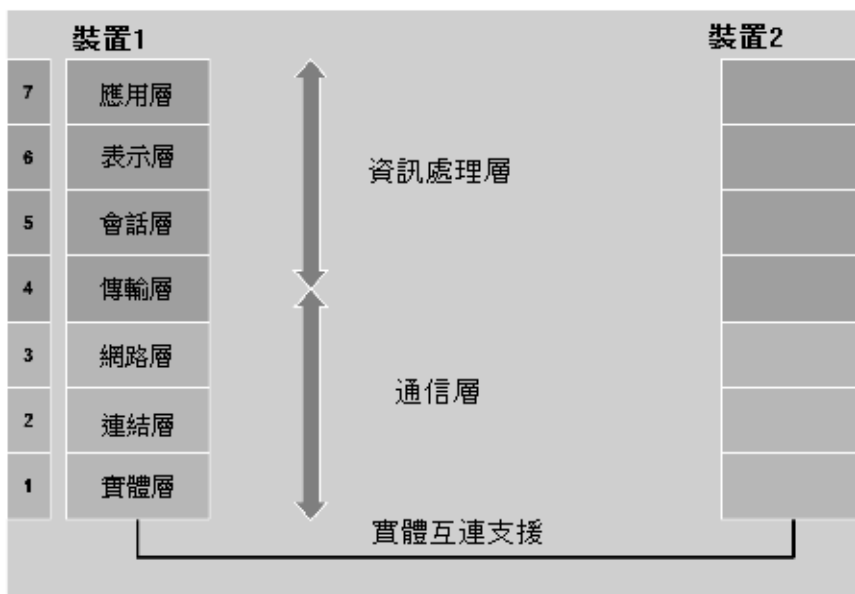 裝置1
裝置2
7
應用層
6
表示層
資訊處理層
5
會話層
4
傳輸層
3
網路層
通信層
2
連結層
1
實體層
實體互連支援